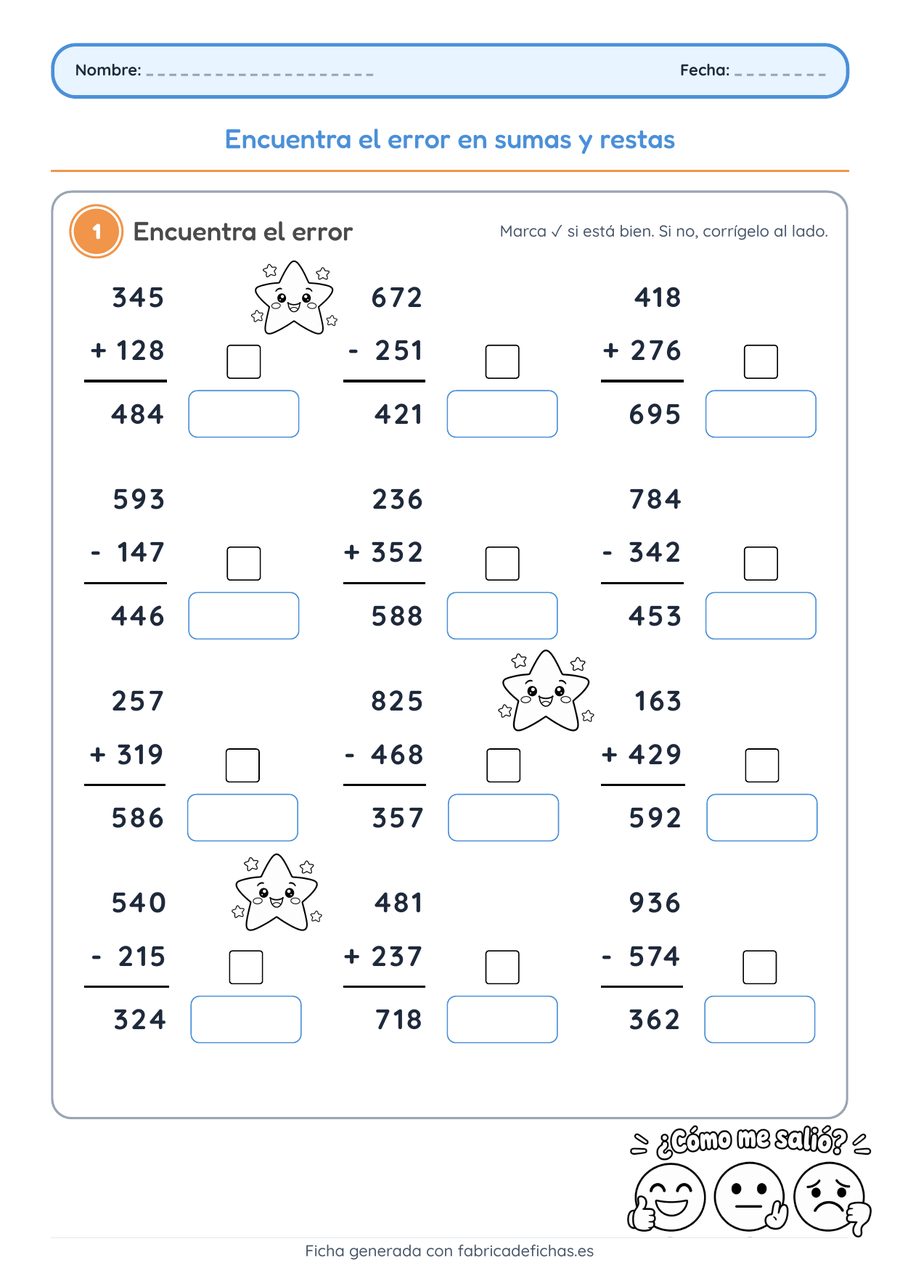 Nombre: Fecha:
Encuentra el error en sumas y restas
1 Encuentra el error Marca ✓ si está bien. Si no, corrígelo al lado.
345 672 418
+ 128 - 251 + 276
484 421 695
593 236 784
- 147 + 352 - 342
446 588 453
257 825 163
+ 319 - 468 + 429
586 357 592
540 481 936
- 215 + 237 - 574
324 718 362
¿Cómo me salió?
Ficha generada con fabricadefichas.es